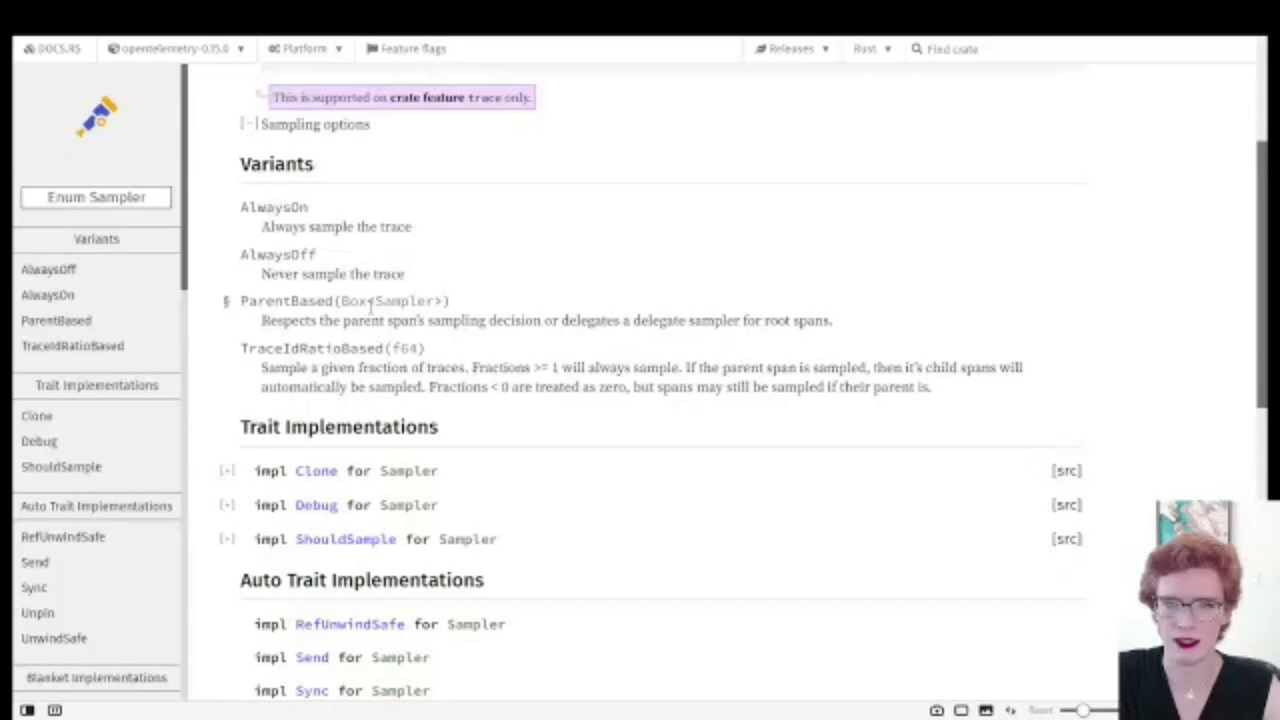 DOCS.RS opentelemetry-0.15.0 Platform Feature flags Releases Rust Find crate
This is supported on crate feature trace only.
[-] Sampling options
Variants
AlwaysOn
Always sample the trace
AlwaysOff
Never sample the trace
§ ParentBased(Box<Sampler>)
Respects the parent span's sampling decision or delegates a delegate sampler for root spans.
TraceIdRatioBased(f64)
Sample a given fraction of traces. Fractions >= 1 will always sample. If the parent span is sampled, then it's child spans will
automatically be sampled. Fractions < 0 are treated as zero, but spans may still be sampled if their parent is.
Trait Implementations
[+] impl Clone for Sampler [src]
[+] impl Debug for Sampler [src]
[+] impl ShouldSample for Sampler [src]
Auto Trait Implementations
impl RefUnwindSafe for Sampler
impl Send for Sampler
impl Sync for Sampler
Enum Sampler
Variants
AlwaysOff
AlwaysOn
ParentBased
TraceIdRatioBased
Trait Implementations
Clone
Debug
ShouldSample
Auto Trait Implementations
RefUnwindSafe
Send
Sync
Unpin
UnwindSafe
Blanket Implementations
Reset